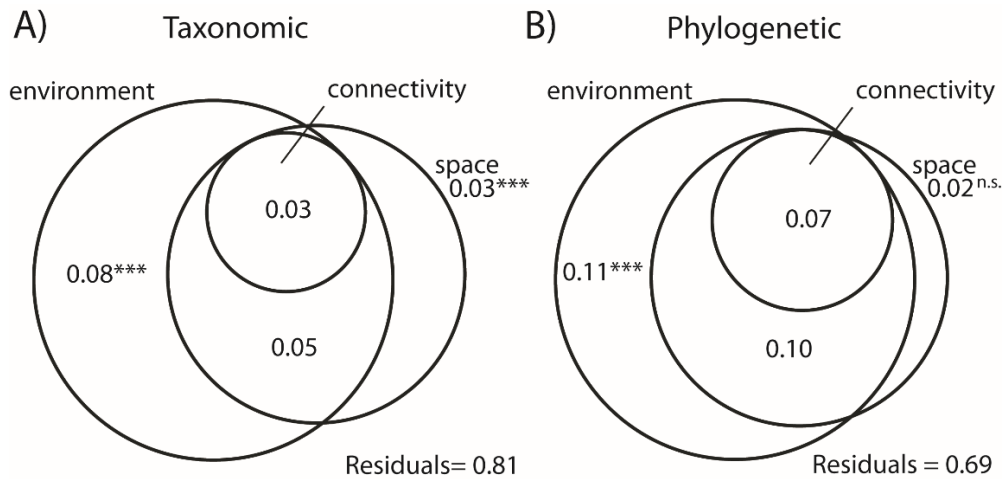 A) Taxonomic
environment
connectivity
space
0.03***
0.03
0.08***
0.05
Residuals= 0.81
B) Phylogenetic
environment
connectivity
space
0.02n.s.
0.07
0.11***
0.10
Residuals = 0.69